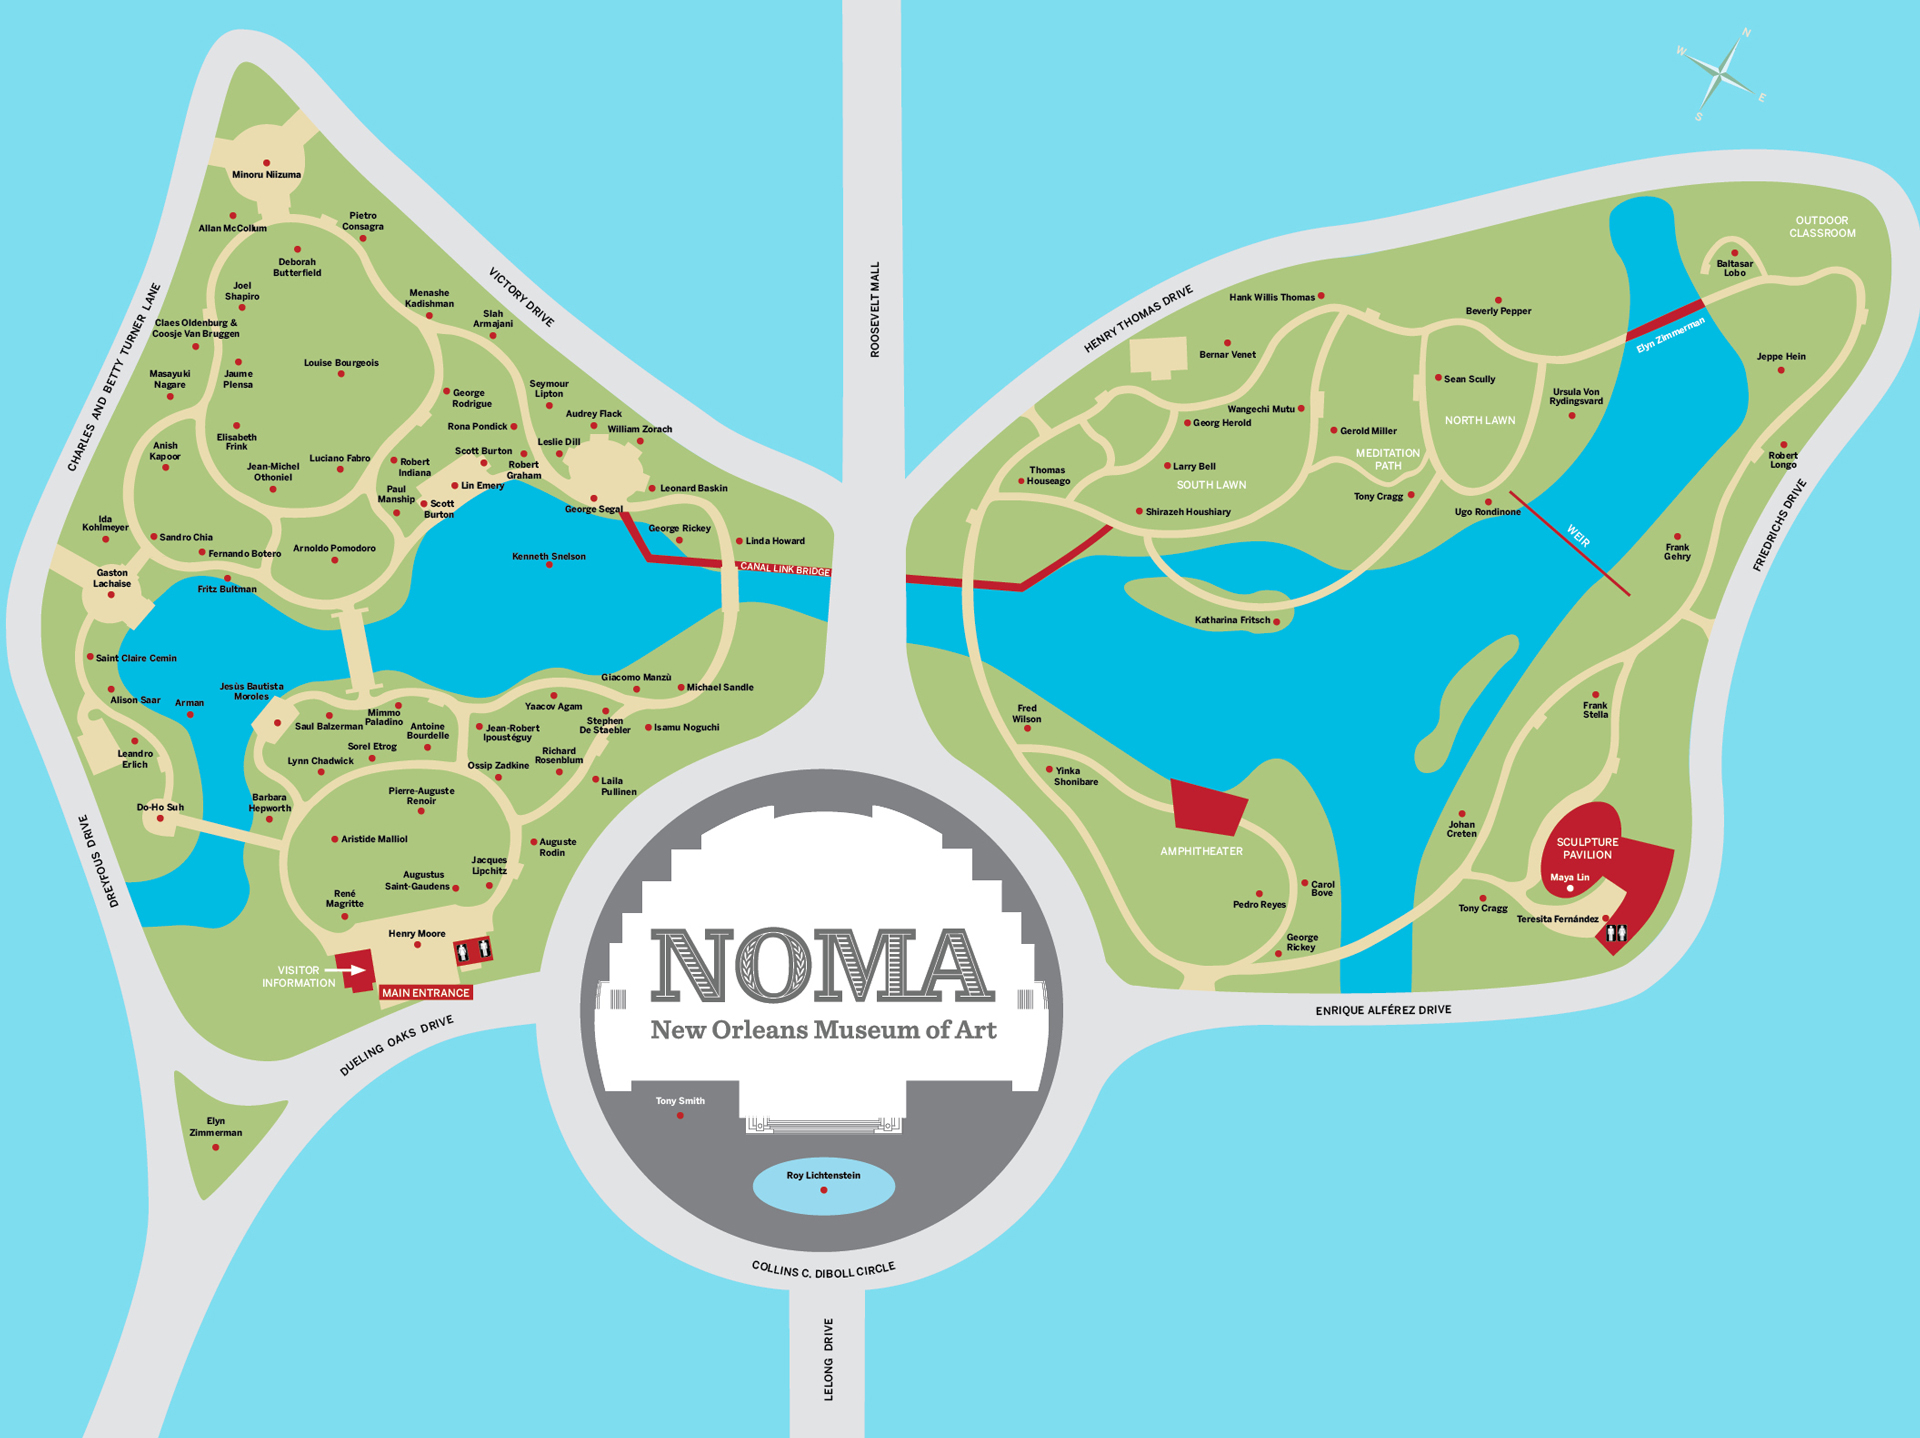 N
W
E
S
Minoru Niizuma
Allan McCollum
Pietro
Consagra
Deborah
Butterfield
Joel
Shapiro
Menashe
Kadishman
Slah
Armajani
Claes Oldenburg &
Coosje Van Bruggen
Masayuki
Nagare
Jaume
Plensa
Louise Bourgeois
George
Rodrigue
Seymour
Lipton
Audrey Flack
William Zorach
Rona Pondick
Leslie Dill
Elisabeth
Frink
Anish
Kapoor
Jean-Michel
Othoniel
Luciano Fabro
Robert
Indiana
Scott Burton
Robert
Graham
Lin Emery
Paul
Manship
Scott
Burton
Leonard Baskin
George Segal
George Rickey
Linda Howard
Ida
Kohlmeyer
Sandro Chia
Fernando Botero
Arnoldo Pomodoro
Kenneth Snelson
CANAL LINK BRIDGE
Gaston
Lachaise
Fritz Bultman
Saint Claire Cemin
Alison Saar
Arman
Jesùs Bautista
Moroles
Saul Balzerman
Mimmo
Paladino
Antoine
Bourdelle
Jean-Robert
Ipoustéguy
Yaacov Agam
Giacomo Manzù
Michael Sandle
Stephen
De Staebler
Isamu Noguchi
Leandro
Erlich
Lynn Chadwick
Sorel Etrog
Ossip Zadkine
Richard
Rosenblum
Laila
Pullinen
Do-Ho Suh
Barbara
Hepworth
Pierre-Auguste
Renoir
Aristide Malliol
Auguste
Rodin
Jacques
Lipchitz
Augustus
Saint-Gaudens
René
Magritte
Henry Moore
VISITOR
INFORMATION
MAIN ENTRANCE
Elyn
Zimmerman
CHARLES AND BETTY TURNER LANE
VICTORY DRIVE
ROOSEVELT MALL
DREYFOUS DRIVE
DUELING OAKS DRIVE
HENRY THOMAS DRIVE
FRIEDRICHS DRIVE
ENRIQUE ALFÉREZ DRIVE
COLLINS C. DIBOLL CIRCLE
LELONG DRIVE
OUTDOOR
CLASSROOM
Baltasar
Lobo
Hank Willis Thomas
Beverly Pepper
Elyn Zimmerman
Bernar Venet
Jeppe Hein
Sean Scully
Ursula Von
Rydingsvard
Wangechi Mutu
Georg Herold
Gerold Miller
NORTH LAWN
MEDITATION
PATH
Robert
Longo
Thomas
Houseago
Larry Bell
SOUTH LAWN
Tony Cragg
Ugo Rondinone
Shirazeh Houshiary
WEIR
Frank
Gehry
Katharina Fritsch
Fred
Wilson
Yinka
Shonibare
Frank
Stella
AMPHITHEATER
Johan
Creten
SCULPTURE
PAVILION
Maya Lin
Pedro Reyes
Carol
Bove
Tony Cragg
Teresita Fernández
George
Rickey
NOMA
New Orleans Museum of Art
Tony Smith
Roy Lichtenstein